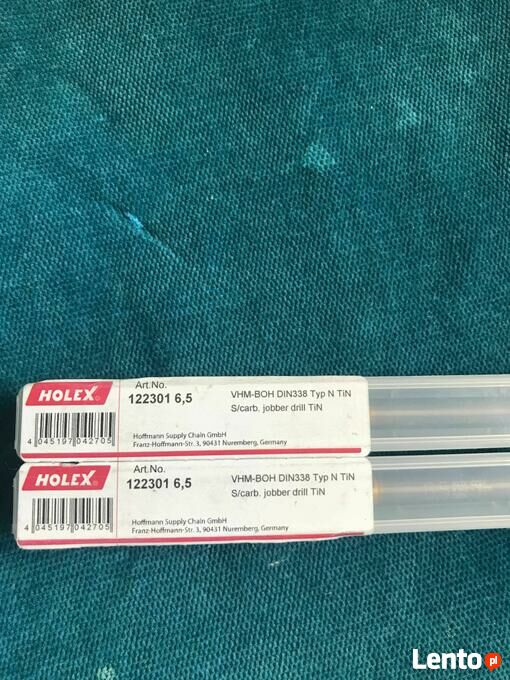 HOLEX
Art.No.
122301 6,5
VHM-BOH DIN338 Typ N TiN
S/carb. jobber drill TiN
4 045197 042705
Hoffmann Supply Chain GmbH
Franz-Hoffmann-Str. 3, 90431 Nuremberg, Germany
HOLEX
Art.No.
122301 6,5
VHM-BOH DIN338 Typ N TiN
S/carb. jobber drill TiN
4 045197 042705
Hoffmann Supply Chain GmbH
Franz-Hoffmann-Str. 3, 90431 Nuremberg, Germany
Lento.pl